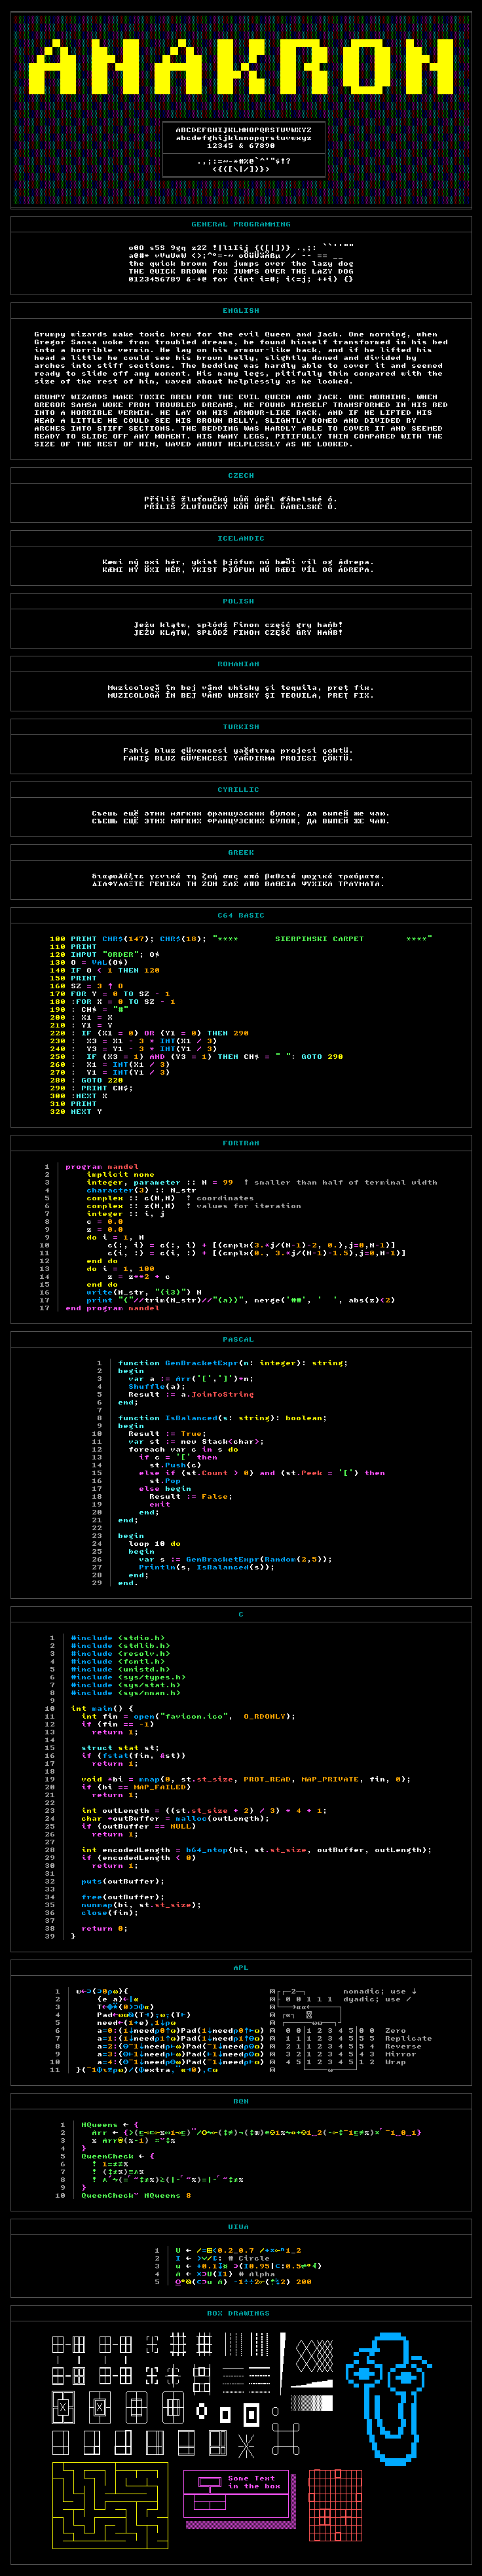 ANAKRON
ABCDEFGHIJKLMNOPQRSTUVWXYZ
abcdefghijklmnopqrstuvwxyz
12345 & 67890
GENERAL PROGRAMMING
the quick brown fox jumps over the lazy dog
THE QUICK BROWN FOX JUMPS OVER THE LAZY DOG
0123456789 &-+@ for (int i=0; i<=j; ++i) {}
ENGLISH
Grumpy wizards make toxic brew for the evil Queen and Jack. One morning, when
Gregor Samsa woke from troubled dreams, he found himself transformed in his bed
into a horrible vermin. He lay on his armour-like back, and if he lifted his
head a little he could see his brown belly, slightly domed and divided by
arches into stiff sections. The bedding was hardly able to cover it and seemed
ready to slide off any moment. His many legs, pitifully thin compared with the
size of the rest of him, waved about helplessly as he looked.
GRUMPY WIZARDS MAKE TOXIC BREW FOR THE EVIL QUEEN AND JACK. ONE MORNING, WHEN
GREGOR SAMSA WOKE FROM TROUBLED DREAMS, HE FOUND HIMSELF TRANSFORMED IN HIS BED
INTO A HORRIBLE VERMIN. HE LAY ON HIS ARMOUR-LIKE BACK, AND IF HE LIFTED HIS
HEAD A LITTLE HE COULD SEE HIS BROWN BELLY, SLIGHTLY DOMED AND DIVIDED BY
ARCHES INTO STIFF SECTIONS. THE BEDDING WAS HARDLY ABLE TO COVER IT AND SEEMED
READY TO SLIDE OFF ANY MOMENT. HIS MANY LEGS, PITIFULLY THIN COMPARED WITH THE
SIZE OF THE REST OF HIM, WAVED ABOUT HELPLESSLY AS HE LOOKED.
CZECH
Příliš žluťoučký kůň úpěl ďábelské ó.
PŘÍLIŠ ŽLUŤOUČKÝ KŮŇ ÚPĚL ĎÁBELSKÉ Ó.
ICELANDIC
Kæmi ný öxi hér, ykist þjófum nú bæði víl og ádrepa.
KÆMI NÝ ÖXI HÉR, YKIST ÞJÓFUM NÚ BÆÐI VÍL OG ÁDREPA.
POLISH
Jeżu klątw, spłódź Finom część gry hańb!
JEŻU KLĄTW, SPŁÓDŹ FINOM CZĘŚĆ GRY HAŃB!
ROMANIAN
Muzicologă în bej vând whisky și tequila, preț fix.
MUZICOLOGĂ ÎN BEJ VÂND WHISKY ȘI TEQUILA, PREȚ FIX.
TURKISH
Fahiş bluz güvencesi yağdırma projesi çöktü.
FAHİŞ BLUZ GÜVENCESİ YAĞDIRMA PROJESİ ÇÖKTÜ.
CYRILLIC
Съешь ещё этих мягких французских булок, да выпей же чаю.
СЪЕШЬ ЕЩЁ ЭТИХ МЯГКИХ ФРАНЦУЗСКИХ БУЛОК, ДА ВЫПЕЙ ЖЕ ЧАЮ.
GREEK
διαφυλάξτε γενικά τη ζωή σας από βαθειά ψυχικά τραύματα.
ΔΙΑΦΥΛΑΞΤΕ ΓΕΝΙΚΑ ΤΗ ΖΩΗ ΣΑΣ ΑΠΟ ΒΑΘΕΙΑ ΨΥΧΙΚΑ ΤΡΑΥΜΑΤΑ.
C64 BASIC
100 PRINT CHR$(147); CHR$(18); "**** SIERPINSKI CARPET ****"
110 PRINT
120 INPUT "ORDER"; O$
130 O = VAL(O$)
140 IF O < 1 THEN 120
150 PRINT
160 SZ = 3 ↑ O
170 FOR Y = 0 TO SZ - 1
180 :FOR X = 0 TO SZ - 1
190 : CH$ = "#"
200 : X1 = X
210 : Y1 = Y
220 : IF (X1 = 0) OR (Y1 = 0) THEN 290
230 :  X3 = X1 - 3 * INT(X1 / 3)
240 :  Y3 = Y1 - 3 * INT(Y1 / 3)
250 :  IF (X3 = 1) AND (Y3 = 1) THEN CH$ = " ": GOTO 290
260 :  X1 = INT(X1 / 3)
270 :  Y1 = INT(Y1 / 3)
280 : GOTO 220
290 : PRINT CH$;
300 :NEXT X
310 PRINT
320 NEXT Y
FORTRAN
1 program mandel
2 implicit none
3 integer, parameter :: N = 99 ! smaller than half of terminal width
4 character(3) :: N_str
5 complex :: c(N,N) ! coordinates
6 complex :: z(N,N) ! values for iteration
7 integer :: i, j
8 c = 0.0
9 z = 0.0
9 do i = 1, N
10 c(:, i) = c(:, i) + [(cmplx(3.*j/(N-1)-2, 0.),j=0,N-1)]
11 c(i, :) = c(i, :) + [(cmplx(0., 3.*j/(N-1)-1.5),j=0,N-1)]
12 end do
13 do i = 1, 100
14 z = z**2 + c
15 end do
16 write(N_str, "(i3)") N
17 print "("//trim(N_str)//"(a))", merge('##', '  ', abs(z)<2)
17 end program mandel
PASCAL
1 function GenBracketExpr(n: integer): string;
2 begin
3 var a := Arr('[',']')*n;
4 Shuffle(a);
5 Result := a.JoinToString
6 end;
7
8 function IsBalanced(s: string): boolean;
9 begin
10 Result := True;
11 var st := new Stack<char>;
12 foreach var c in s do
13 if c = '[' then
14 st.Push(c)
15 else if (st.Count > 0) and (st.Peek = '[') then
16 st.Pop
17 else begin
18 Result := False;
19 exit
20 end;
21 end;
22
23 begin
24 loop 10 do
25 begin
26 var s := GenBracketExpr(Random(2,5));
27 Println(s, IsBalanced(s));
28 end;
29 end.
C
1 #include <stdio.h>
2 #include <stdlib.h>
3 #include <resolv.h>
4 #include <fcntl.h>
5 #include <unistd.h>
6 #include <sys/types.h>
7 #include <sys/stat.h>
8 #include <sys/mman.h>
9
10 int main() {
11 int fin = open("favicon.ico", O_RDONLY);
12 if (fin == -1)
13 return 1;
14
15 struct stat st;
16 if (fstat(fin, &st))
17 return 1;
18
19 void *bi = mmap(0, st.st_size, PROT_READ, MAP_PRIVATE, fin, 0);
20 if (bi == MAP_FAILED)
21 return 1;
22
23 int outLength = ((st.st_size + 2) / 3) * 4 + 1;
24 char *outBuffer = malloc(outLength);
25 if (outBuffer == NULL)
26 return 1;
27
28 int encodedLength = b64_ntop(bi, st.st_size, outBuffer, outLength);
29 if (encodedLength < 0)
30 return 1;
31
32 puts(outBuffer);
33
34 free(outBuffer);
35 munmap(bi, st.st_size);
36 close(fin);
37
38 return 0;
39 }
APL
monadic: use ↓
dyadic: use /
Zero
Replicate
Reverse
Mirror
Wrap
BQN
1 NQueens ← {
4 }
5 QueenCheck ← {
9 }
10 QueenCheck¨ NQueens 8
UIUA
# Circle
# Alpha
BOX DRAWINGS
Some Text
in the box